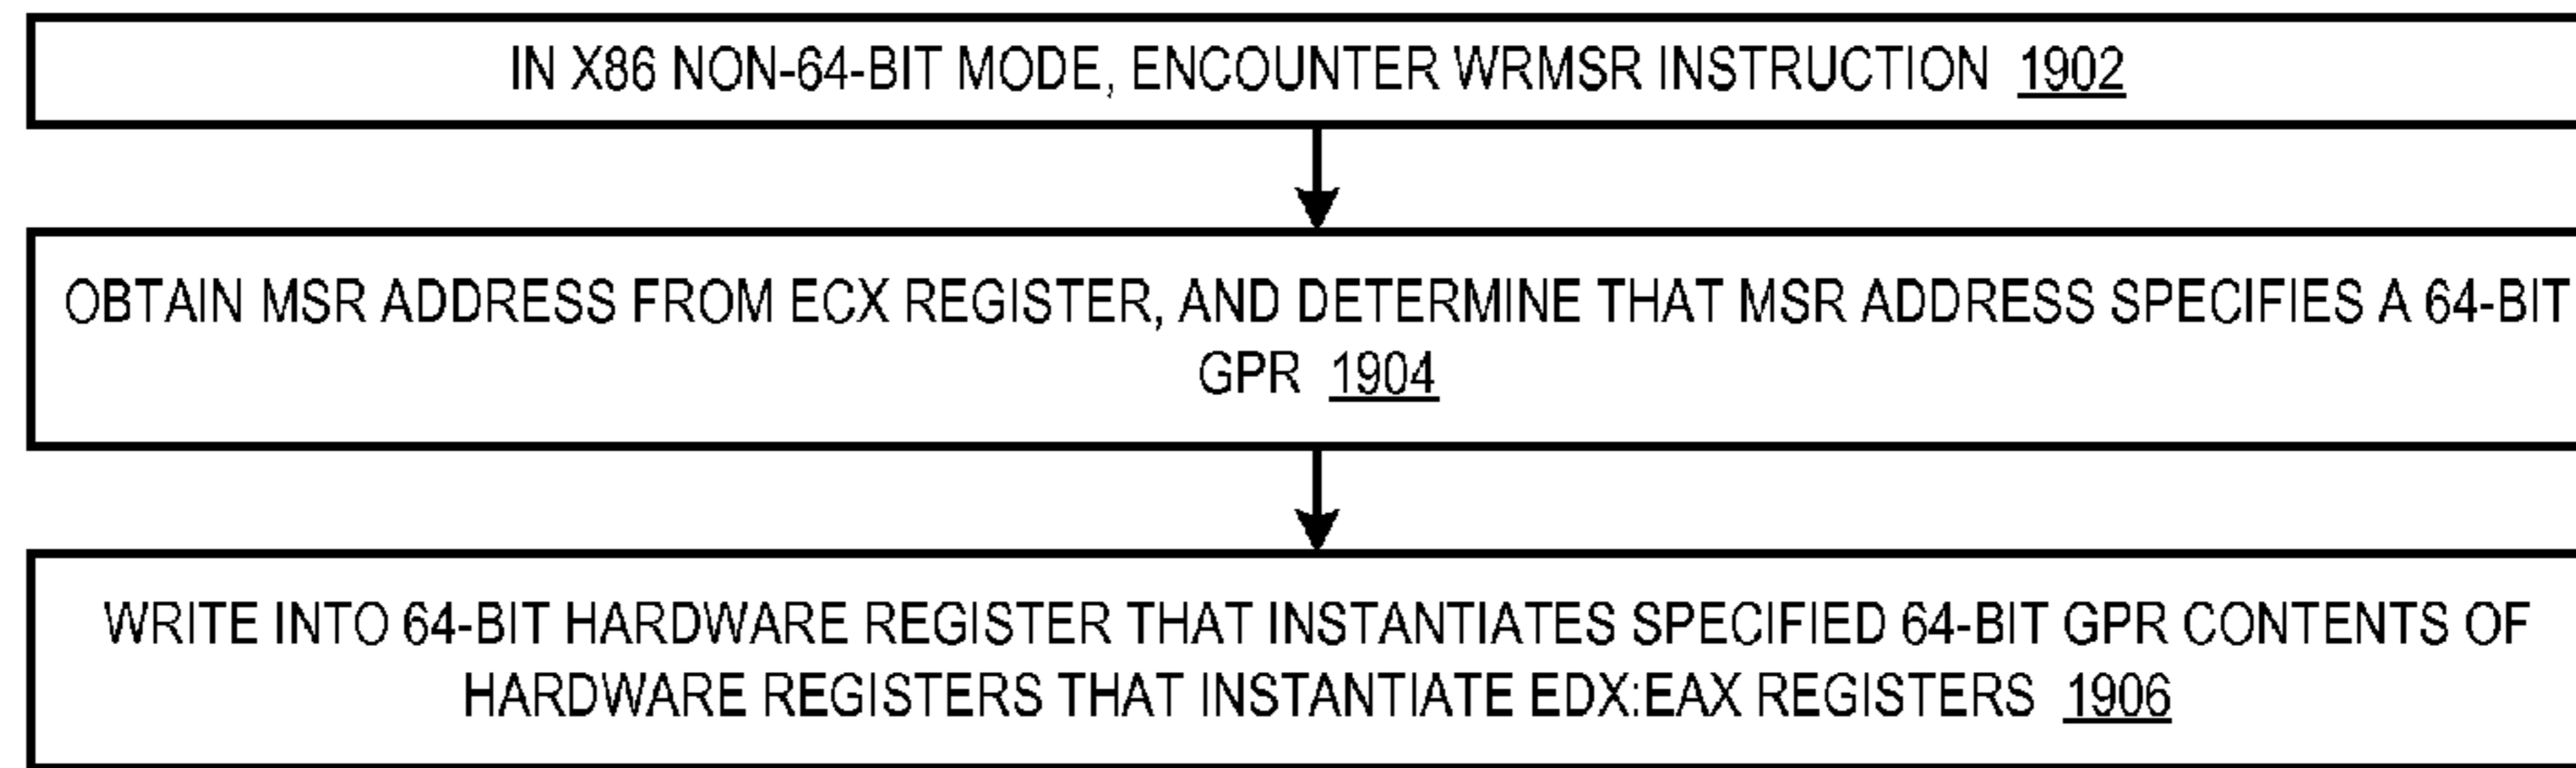 IN X86 NON-64-BIT MODE, ENCOUNTER WRMSR INSTRUCTION 1902
OBTAIN MSR ADDRESS FROM ECX REGISTER, AND DETERMINE THAT MSR ADDRESS SPECIFIES A 64-BIT
GPR 1904
WRITE INTO 64-BIT HARDWARE REGISTER THAT INSTANTIATES SPECIFIED 64-BIT GPR CONTENTS OF
HARDWARE REGISTERS THAT INSTANTIATE EDX:EAX REGISTERS 1906